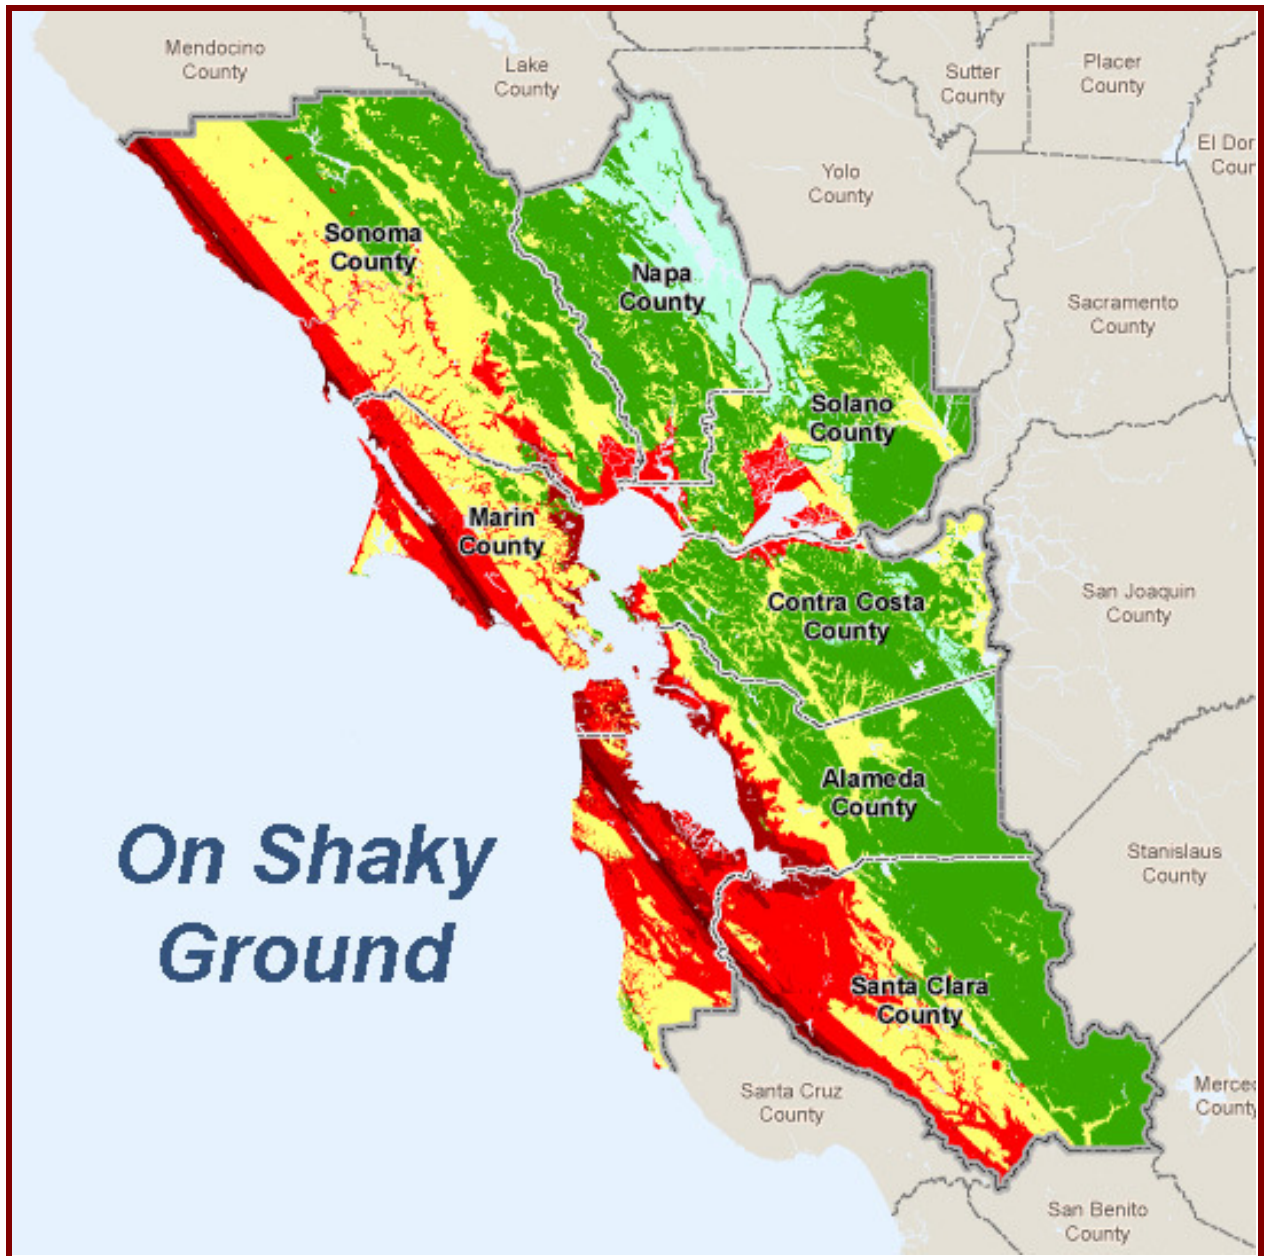 Mendocino
County
Lake
County
Sutter
County
Placer
County
El Dor
Coun
Yolo
County
Sonoma
County
Napa
County
Sacramento
County
Solano
County
Marin
County
Contra Costa
County
San Joaquin
County
Alameda
County
On Shaky
Ground
Stanislaus
County
Santa Clara
County
Santa Cruz
County
Merced
County
San Benito
County